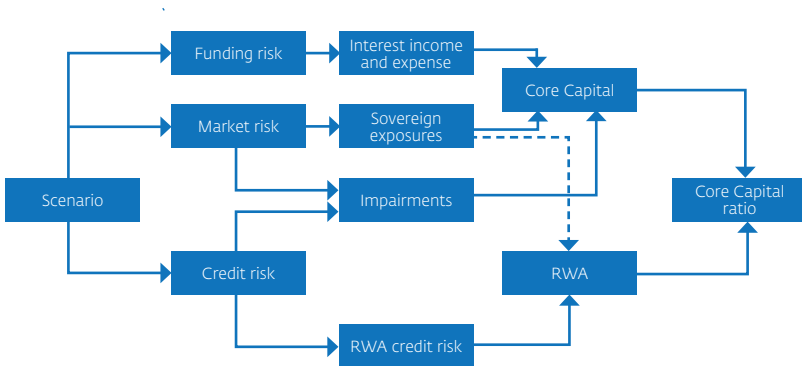 Funding risk
Interest income
and expense
Core Capital
Market risk
Sovereign
exposures
Scenario
Impairments
Core Capital
ratio
Credit risk
RWA
RWA credit risk